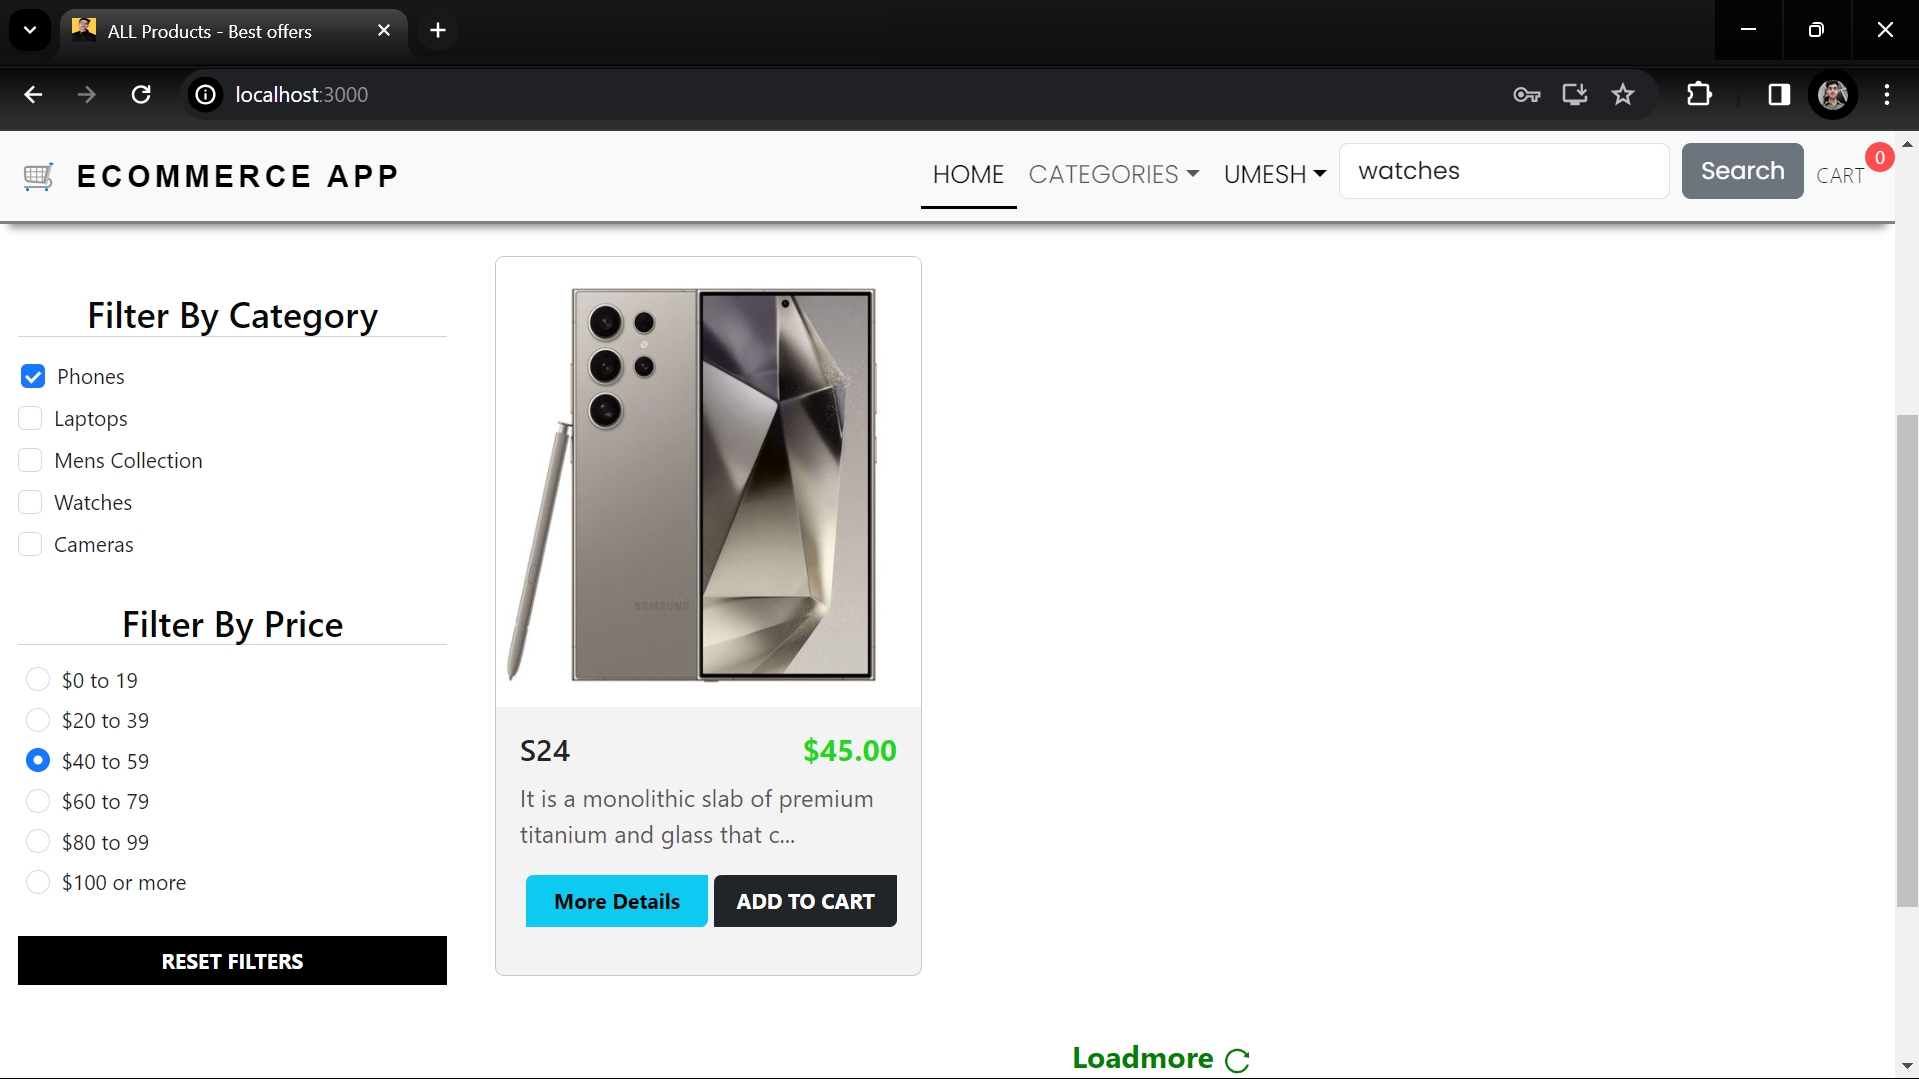 ALL Products - Best offers
localhost:3000
ECOMMERCE APP
HOME CATEGORIES UMESH watches Search CART 0
Filter By Category
Phones
Laptops
Mens Collection
Watches
Cameras
Filter By Price
$0 to 19
$20 to 39
$40 to 59
$60 to 79
$80 to 99
$100 or more
RESET FILTERS
SAMSUNG
S24 $45.00
It is a monolithic slab of premium
titanium and glass that c...
More Details ADD TO CART
Loadmore